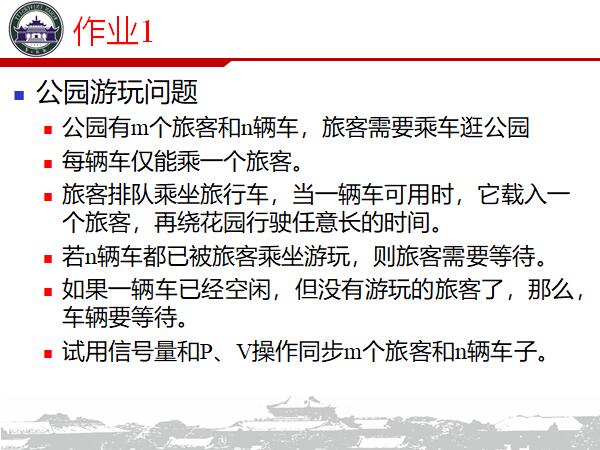 作业1
公园游玩问题
公园有m个旅客和n辆车，旅客需要乘车逛公园
每辆车仅能乘一个旅客。
旅客排队乘坐旅行车，当一辆车可用时，它载入一
个旅客，再绕花园行驶任意长的时间。
若n辆车都已被旅客乘坐游玩，则旅客需要等待。
如果一辆车已经空闲，但没有游玩的旅客了，那么，
车辆要等待。
试用信号量和P、V操作同步m个旅客和n辆车子。